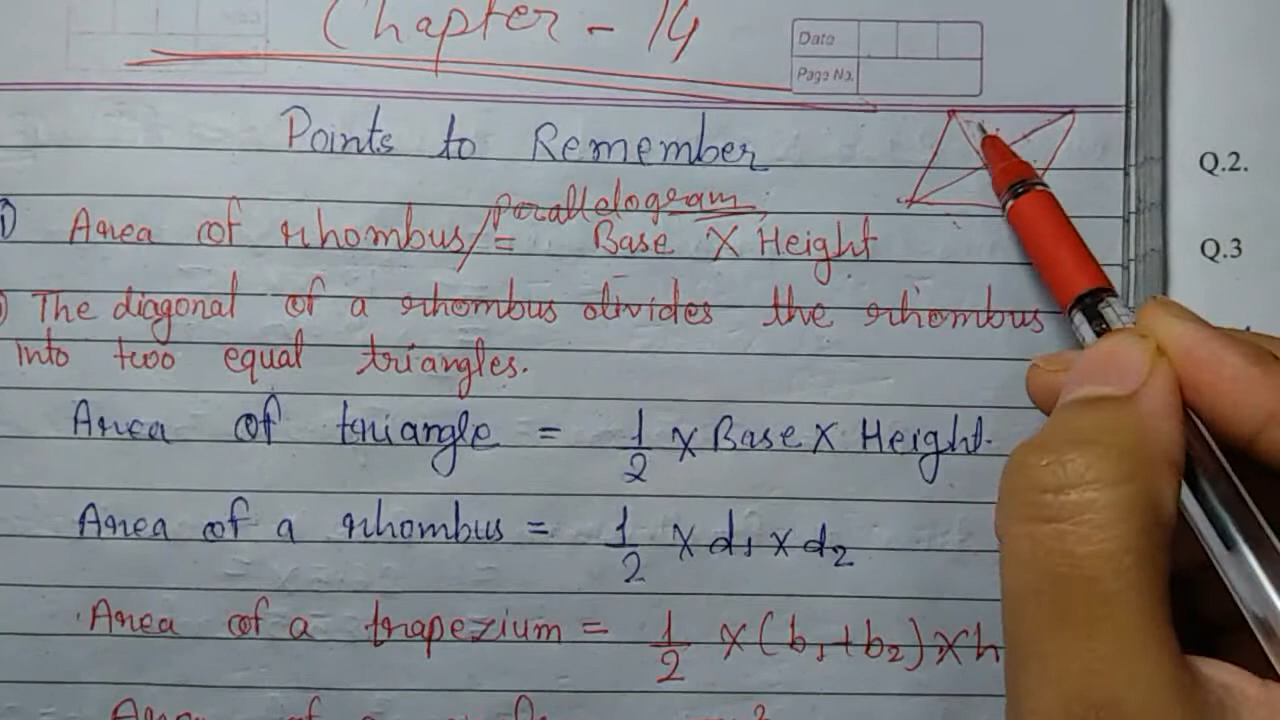 Chapter - 14
Date
Page No.
Points to Remember
Q.2.
parallelogram
i) Area of rhombus/ = Base X Height
Q.3
) The diagonal of a rhombus divides the rhombus
into two equal triangles.
Area of triangle = 1/2 X Base X Height.
Area of a rhombus = 1/2 X d₁ X d₂
Area of a trapezium = 1/2 X (b₁+b₂) X h